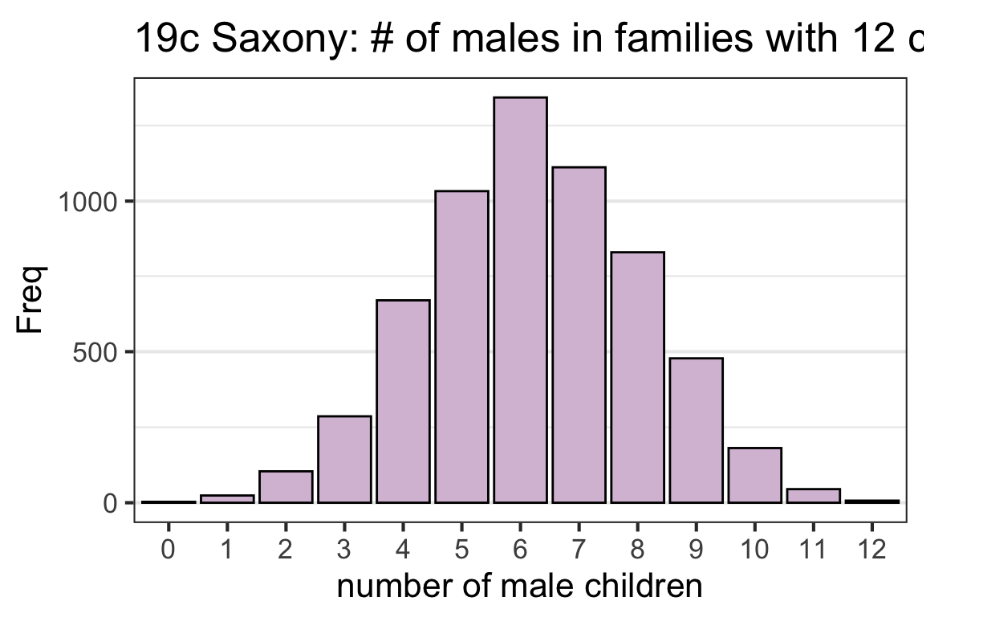 19c Saxony: # of males in families with 12
1000
500
0
Freq
0 1 2 3 4 5 6 7 8 9 10 11 12
number of male children